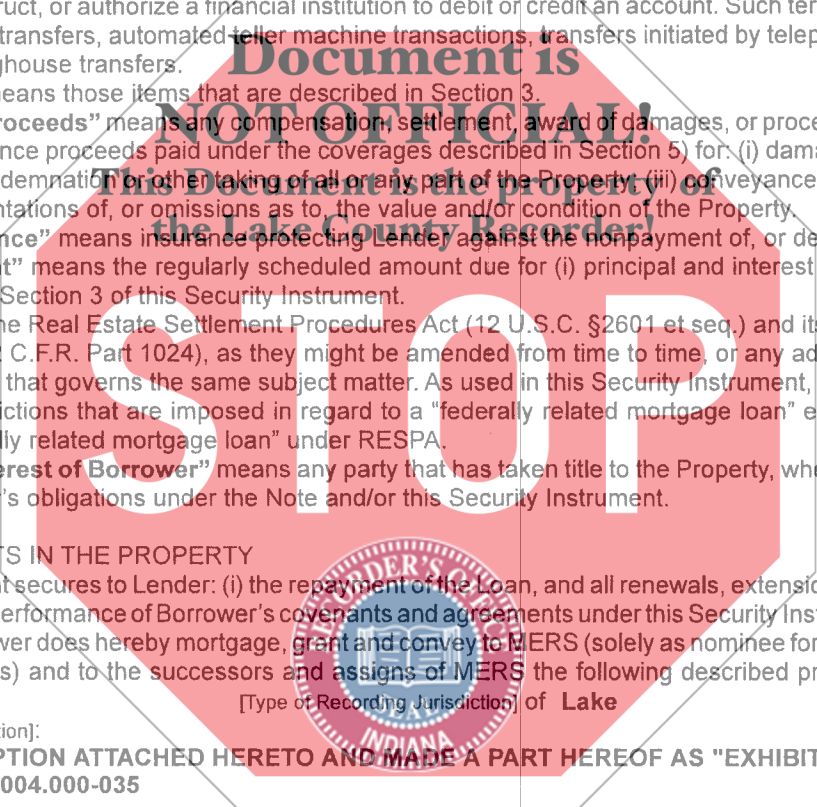 ruct, or authorize a financial institution to debit or credit an account. Such ter
transfers, automated teller machine transactions, transfers initiated by telep
ghouse transfers.
Document is
eans those items that are described in Section 3.
roceeds” means any compensation, settlement, award of damages, or proce
NOT OFFICIAL!
nce proceeds paid under the coverages described in Section 5) for: (i) dama
demnation or other taking of all or any part of the Property; (iii) conveyance
This Document is the Property of
ntations of, or omissions as to, the value and/or condition of the Property.
the Lake County Recorder!
nce” means insurance protecting Lender against the nonpayment of, or de
t” means the regularly scheduled amount due for (i) principal and interest
Section 3 of this Security Instrument.
STOP
ne Real Estate Settlement Procedures Act (12 U.S.C. §2601 et seq.) and its
C.F.R. Part 1024), as they might be amended from time to time, or any ad
that governs the same subject matter. As used in this Security Instrument,
ictions that are imposed in regard to a “federally related mortgage loan” e
lly related mortgage loan” under RESPA.
erest of Borrower” means any party that has taken title to the Property, whe
r’s obligations under the Note and/or this Security Instrument.
TS IN THE PROPERTY
t secures to Lender: (i) the repayment of the Loan, and all renewals, extensio
erformance of Borrower’s covenants and agreements under this Security Ins
wer does hereby mortgage, grant and convey to MERS (solely as nominee for
s) and to the successors and assigns of MERS the following described pr
[Type of Recording Jurisdiction] of Lake
tion]:
PTION ATTACHED HERETO AND MADE A PART HEREOF AS "EXHIBIT
004.000-035
SEAL
INDIANA